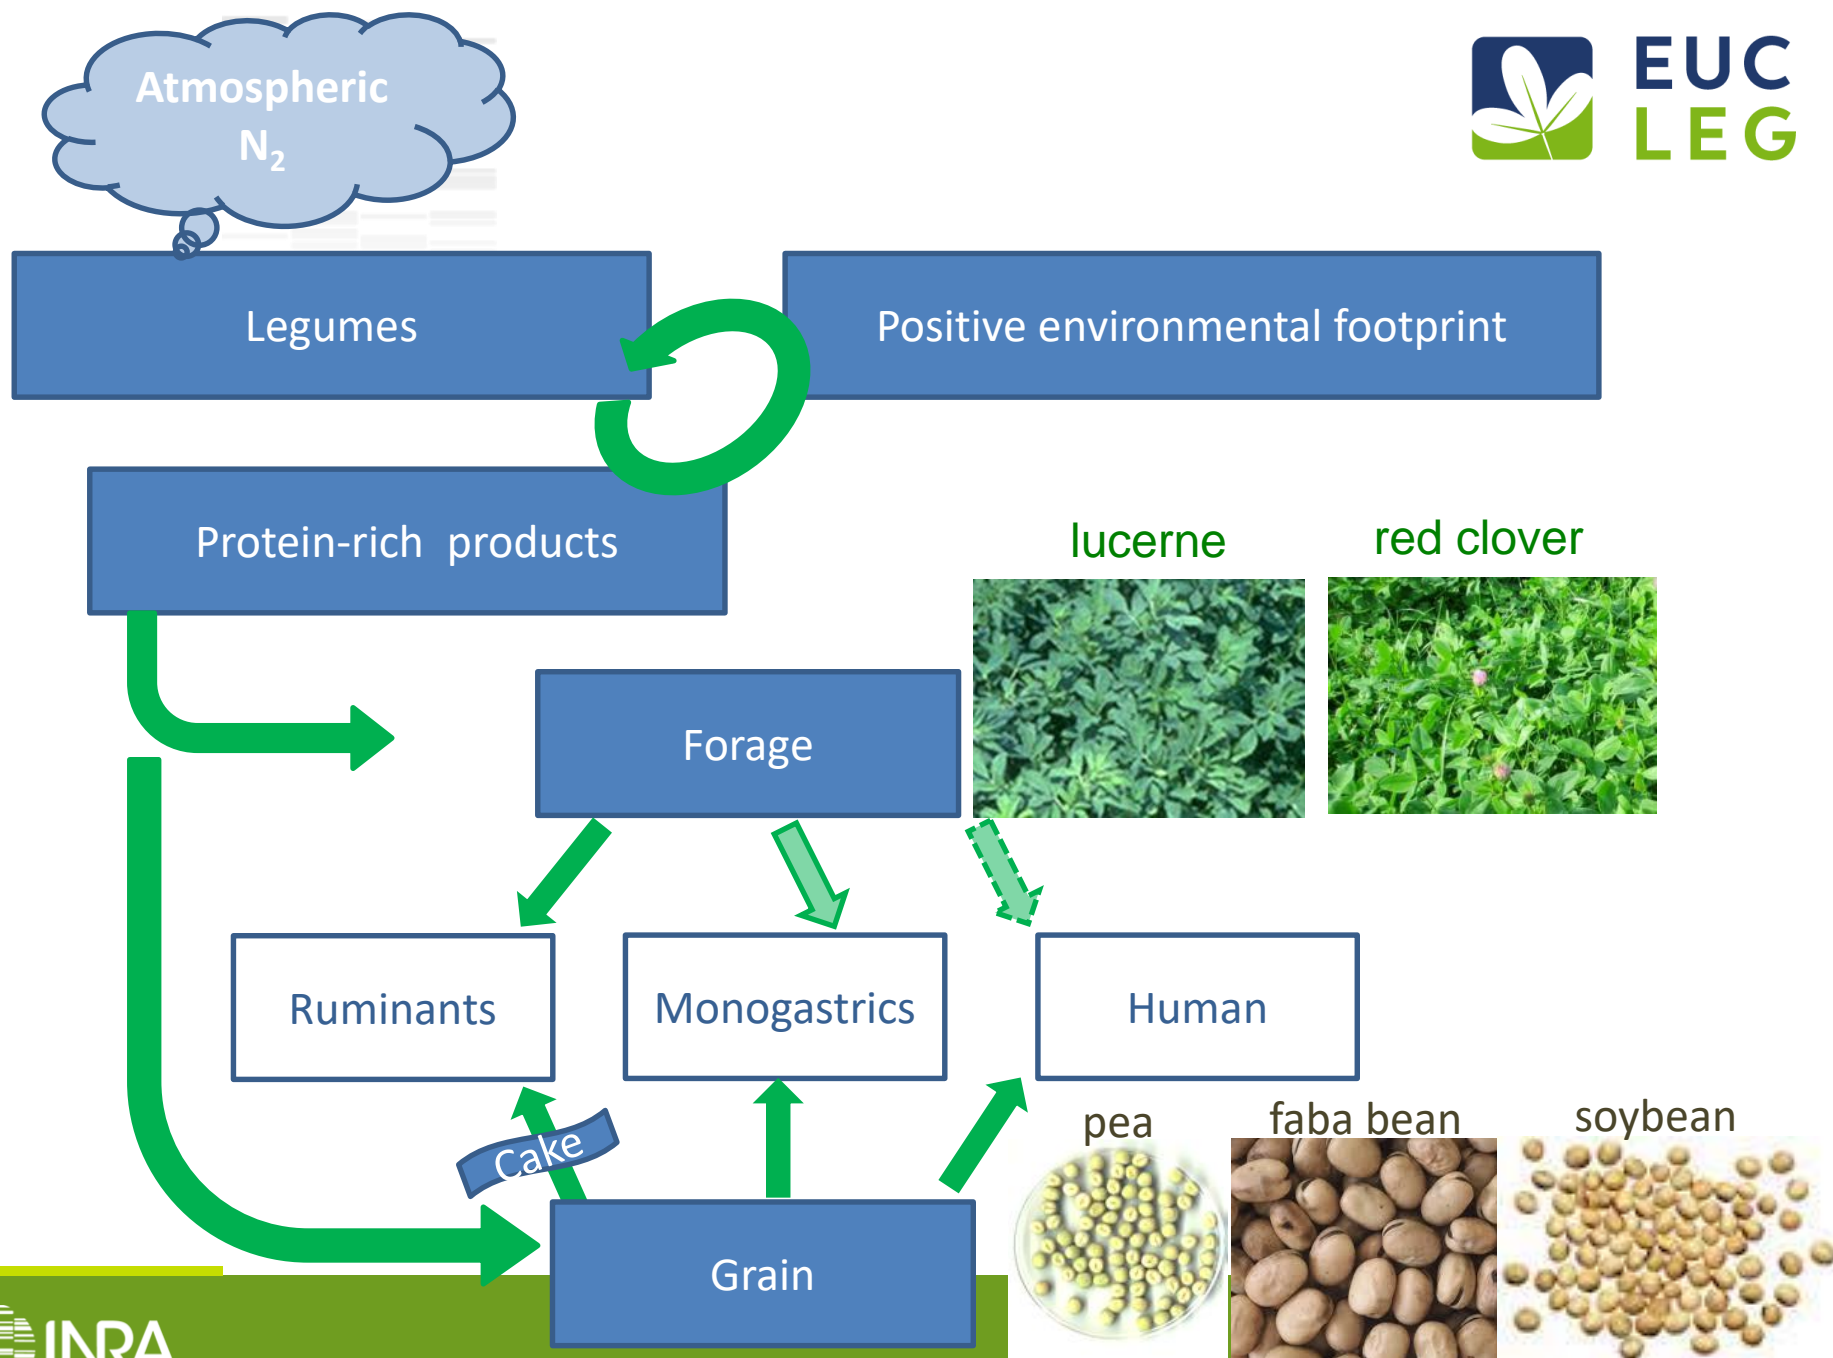 Atmospheric
N₂
EUC
LEG
Legumes
Positive environmental footprint
Protein-rich products
lucerne
red clover
Forage
Ruminants
Monogastrics
Human
Cake
pea
faba bean
soybean
Grain
INRA